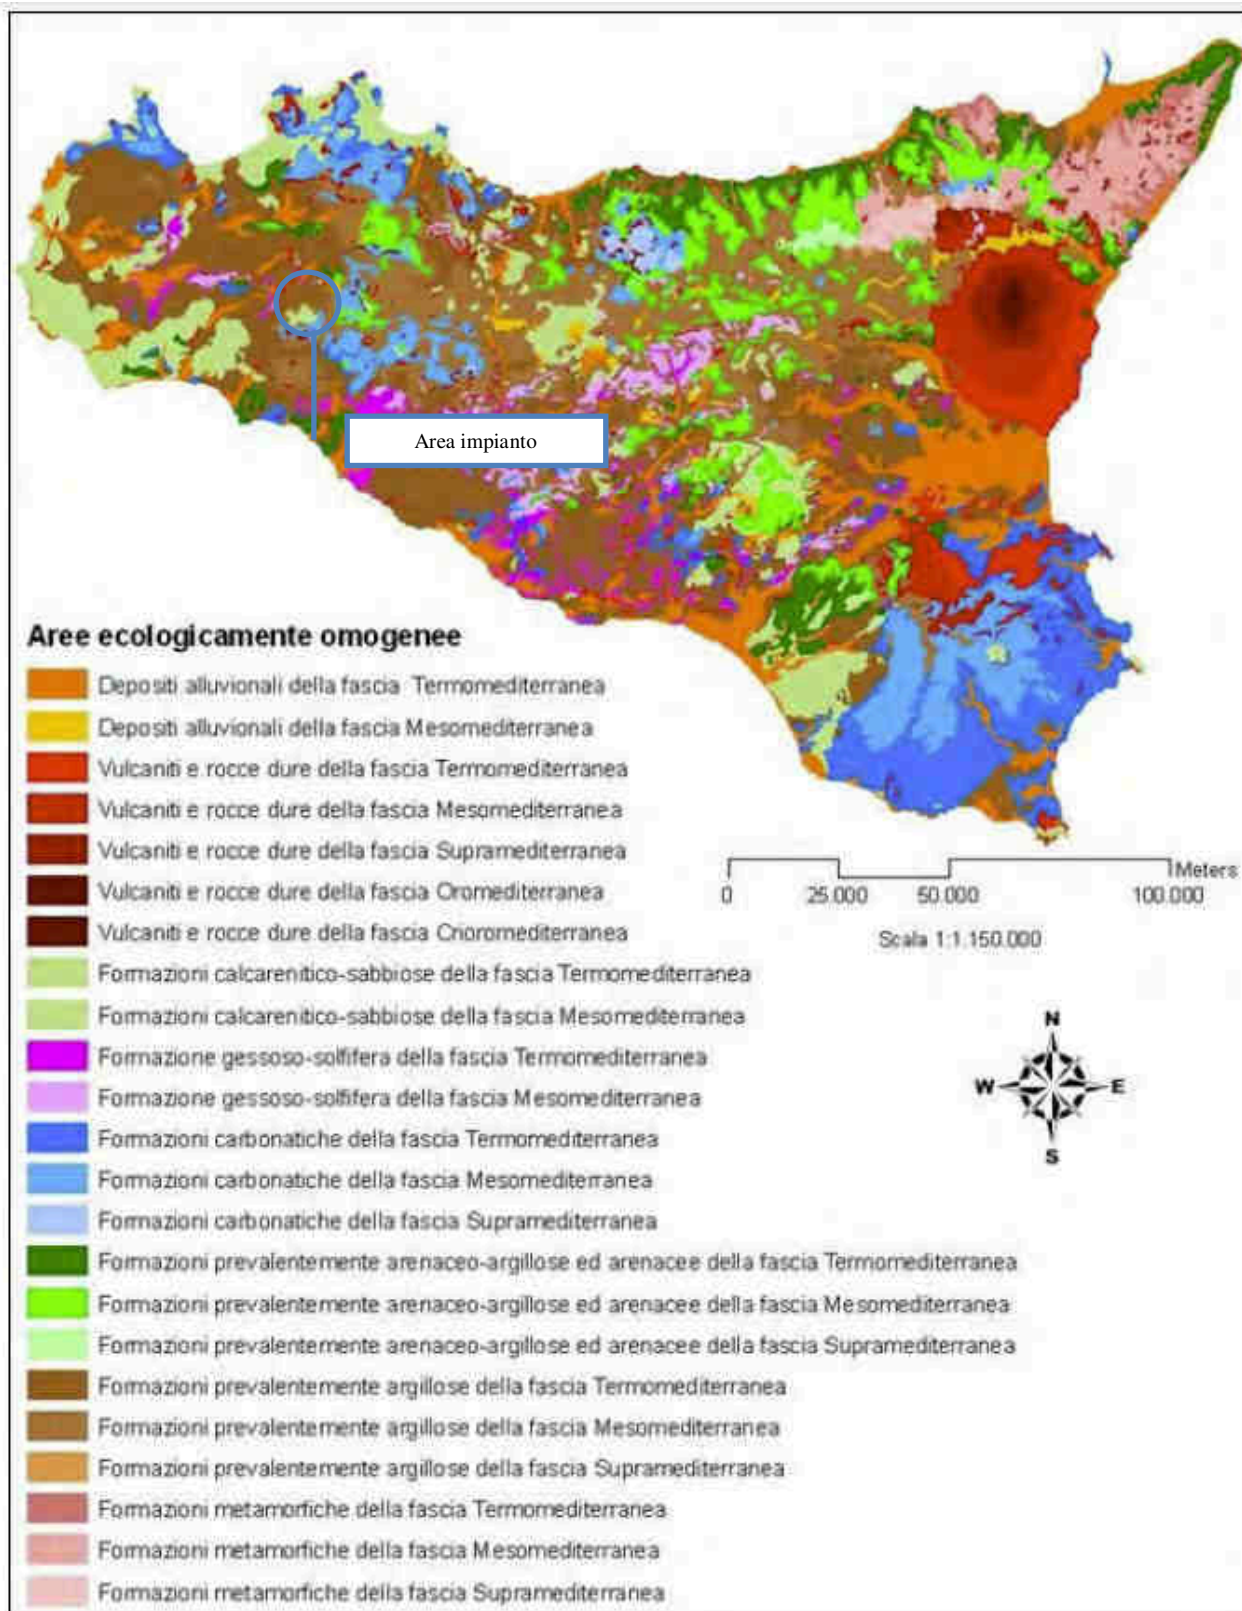 Area impianto
Aree ecologicamente omogenee
Depositi alluvionali della fascia Termomediterranea
Depositi alluvionali della fascia Mesomediterranea
Vulcaniti e rocce dure della fascia Termomediterranea
Vulcaniti e rocce dure della fascia Mesomediterranea
Vulcaniti e rocce dure della fascia Supramediterranea
Vulcaniti e rocce dure della fascia Oromediterranea
Vulcaniti e rocce dure della fascia Crioromediterranea
Formazioni calcarenitico-sabbiose della fascia Termomediterranea
Formazioni calcarenitico-sabbiose della fascia Mesomediterranea
Formazione gessoso-solfifera della fascia Termomediterranea
Formazione gessoso-solfifera della fascia Mesomediterranea
Formazioni carbonatiche della fascia Termomediterranea
Formazioni carbonatiche della fascia Mesomediterranea
Formazioni carbonatiche della fascia Supramediterranea
Formazioni prevalentemente arenaceo-argillose ed arenacee della fascia Termomediterranea
Formazioni prevalentemente arenaceo-argillose ed arenacee della fascia Mesomediterranea
Formazioni prevalentemente arenaceo-argillose ed arenacee della fascia Supramediterranea
Formazioni prevalentemente argillose della fascia Termomediterranea
Formazioni prevalentemente argillose della fascia Mesomediterranea
Formazioni prevalentemente argillose della fascia Supramediterranea
Formazioni metamorfiche della fascia Termomediterranea
Formazioni metamorfiche della fascia Mesomediterranea
Formazioni metamorfiche della fascia Supramediterranea
Meters
0 25.000 50.000 100.000
Scala 1:1.150.000
N
W E
S